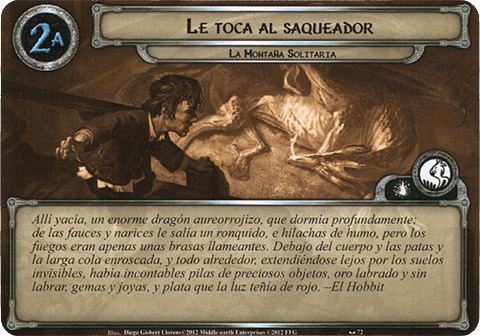 2A
Le toca al saqueador
La Montaña Solitaria
Allí yacía, un enorme dragón aureorrojizo, que dormía profundamente;
de las fauces y narices le salía un ronquido, e hilachas de humo, pero los
fuegos eran apenas unas brasas llameantes. Debajo del cuerpo y las patas y
la larga cola enroscada, y todo alrededor, extendiéndose lejos por los suelos
invisibles, había incontables pilas de preciosos objetos, oro labrado y sin
labrar, gemas y joyas, y plata que la luz teñía de rojo. –El Hobbit
Illus. Diego Gisbert Llorens ©2012 Middle-earth Enterprises ©2012 FFG 72